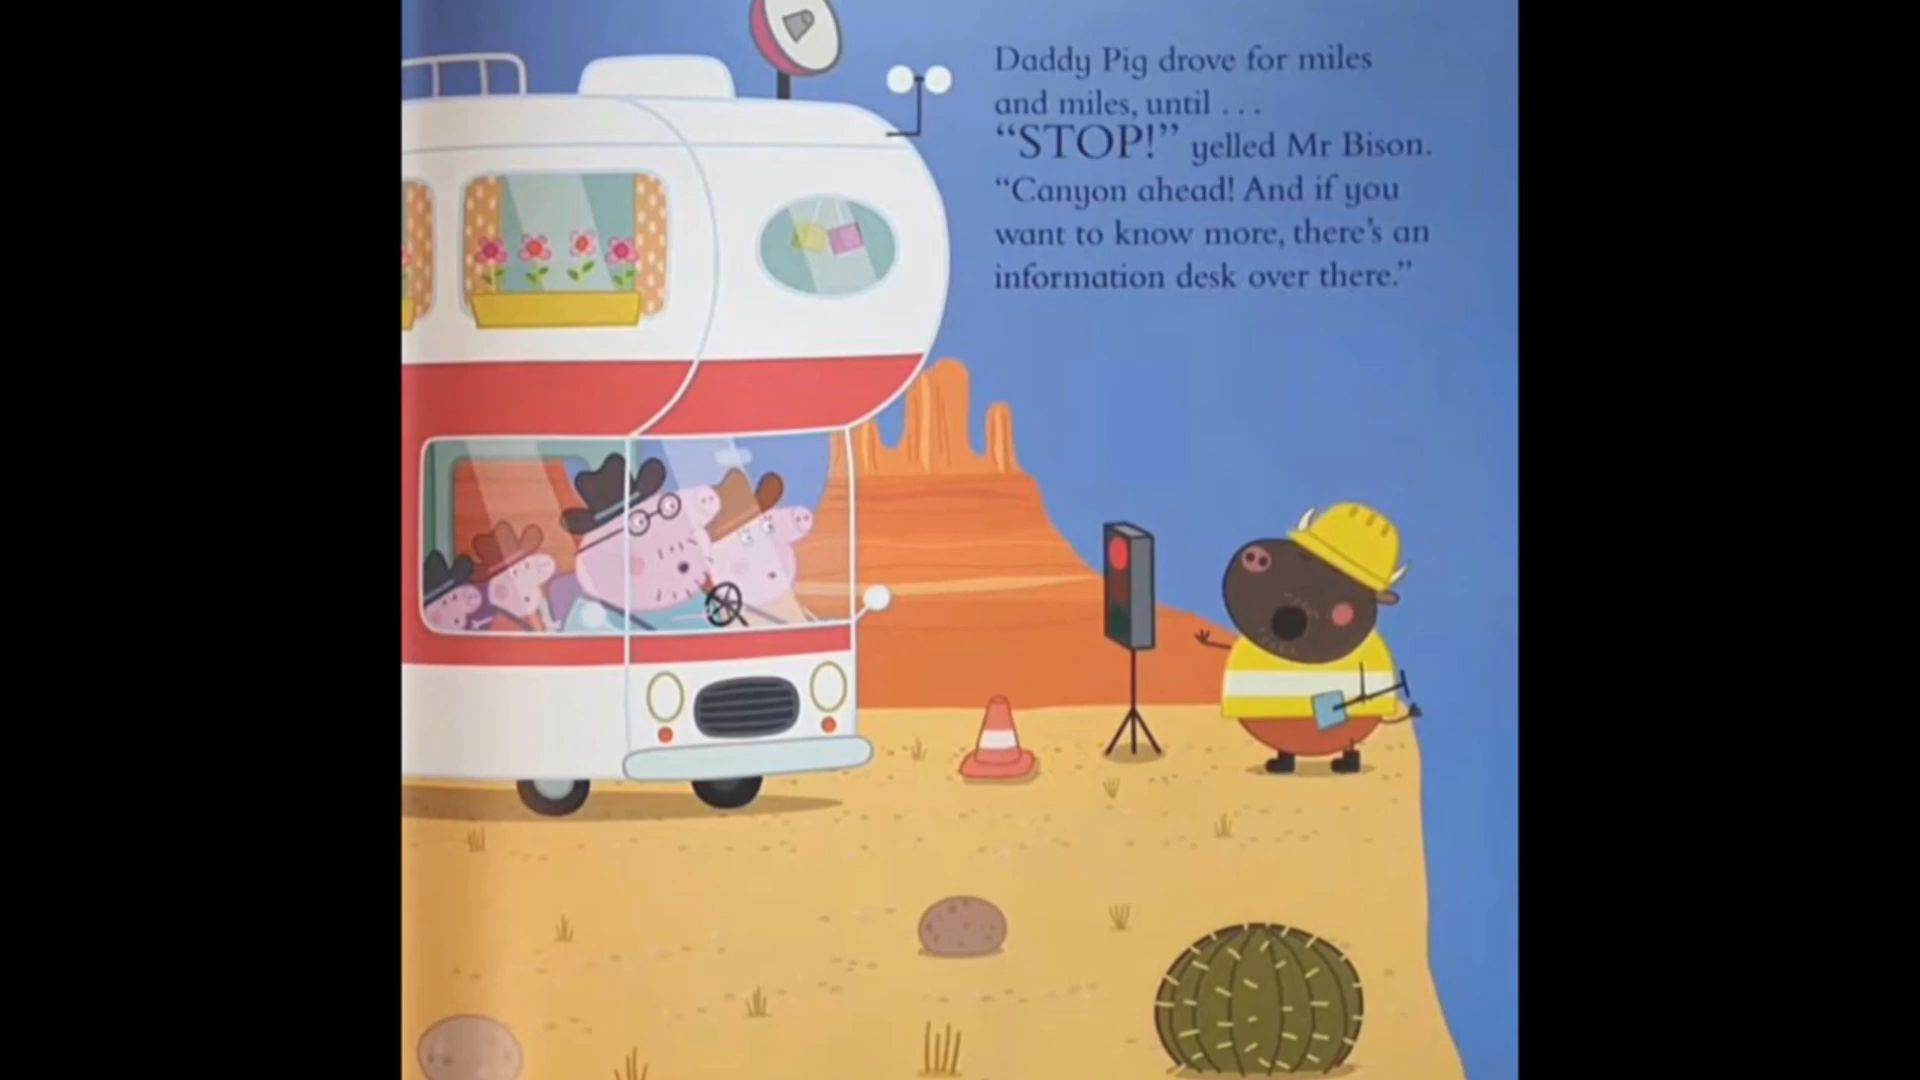 Daddy Pig drove for miles
and miles, until . . .
“STOP!” yelled Mr Bison.
“Canyon ahead! And if you
want to know more, there’s an
information desk over there.”